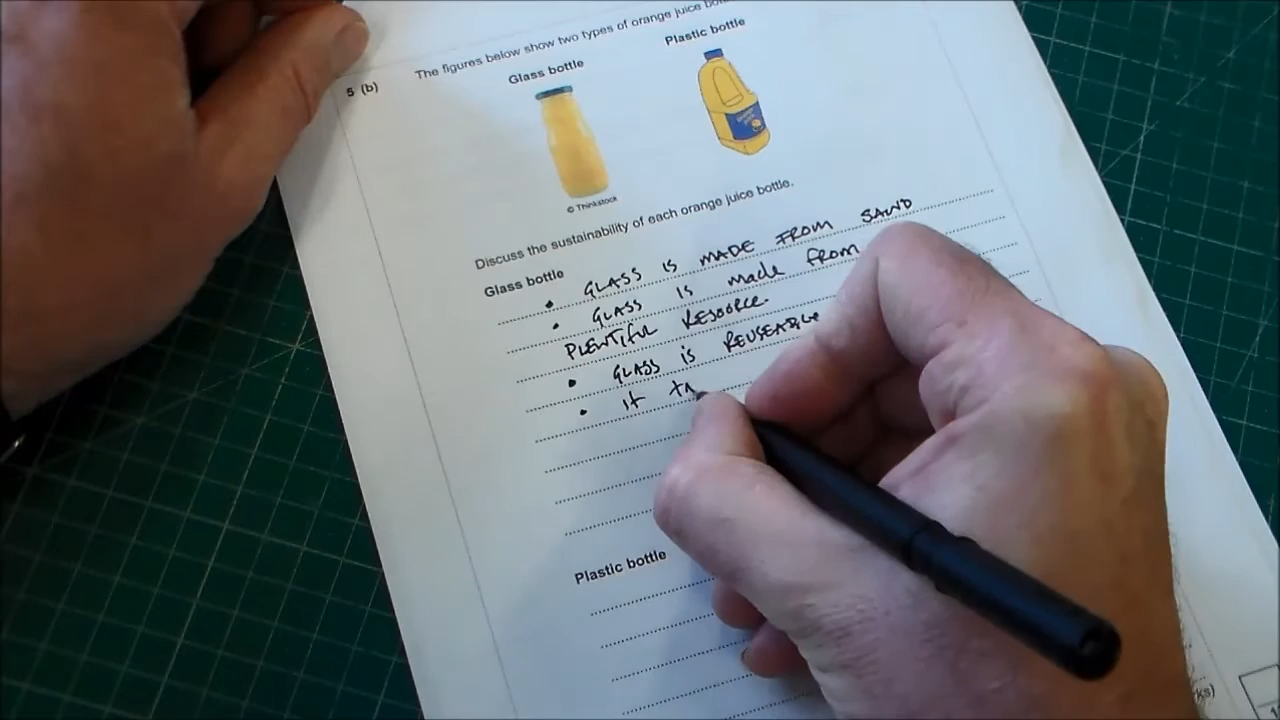 5 (b)
The figures below show two types of orange juice
Glass bottle
Plastic bottle
© Thinkstock
Discuss the sustainability of each orange juice bottle.
Glass bottle
• GLASS IS MADE FROM SAND
• GLASS IS made from
PLENTIFUL RESOURCE.
• GLASS is REUSEABLE
• it
Plastic bottle